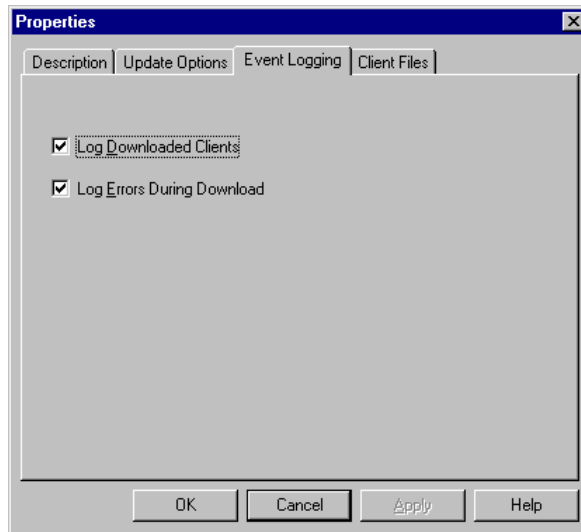 Properties
Description Update Options Event Logging Client Files
Log Downloaded Clients
Log Errors During Download
OK Cancel Apply Help